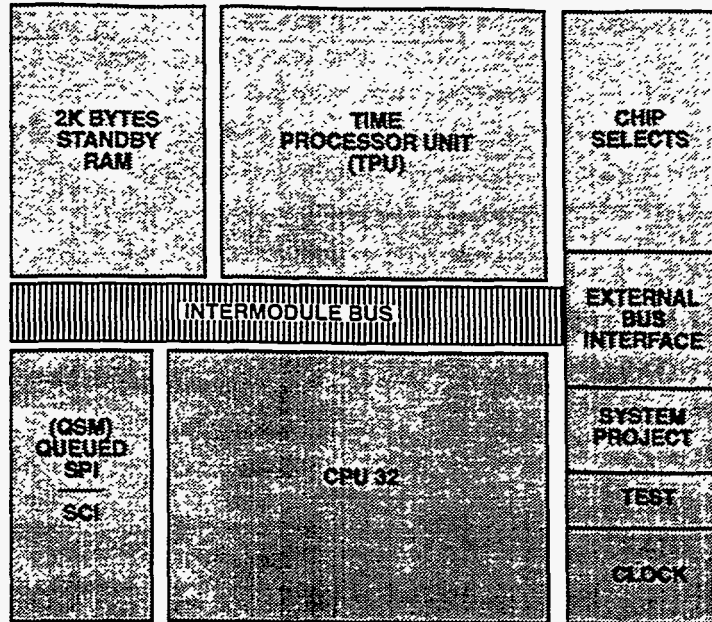 2K BYTES
STANDBY
RAM
TIME
PROCESSOR UNIT
(TPU)
CHIP
SELECTS
INTERMODULE BUS
EXTERNAL
BUS
INTERFACE
(QSM)
QUEUED
SPI
SCI
CPU 32
SYSTEM
PROJECT
TEST
CLOCK